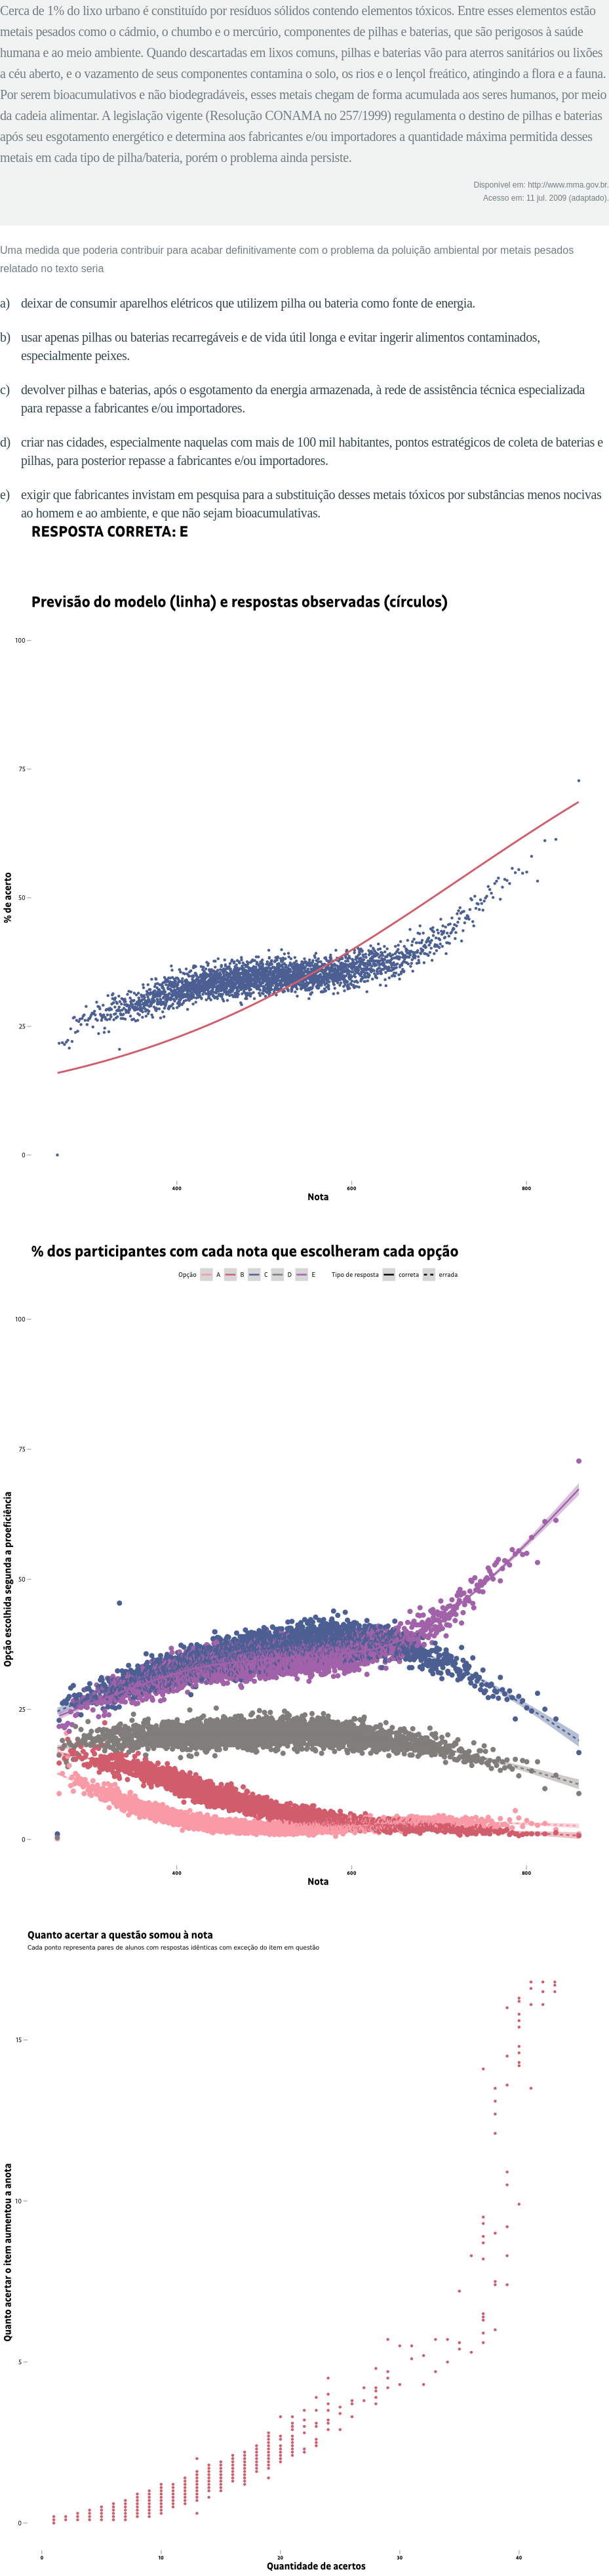 Cerca de 1% do lixo urbano é constituído por resíduos sólidos contendo elementos tóxicos. Entre esses elementos estão
metais pesados como o cádmio, o chumbo e o mercúrio, componentes de pilhas e baterias, que são perigosos à saúde
humana e ao meio ambiente. Quando descartadas em lixos comuns, pilhas e baterias vão para aterros sanitários ou lixões
a céu aberto, e o vazamento de seus componentes contamina o solo, os rios e o lençol freático, atingindo a flora e a fauna.
Por serem bioacumulativos e não biodegradáveis, esses metais chegam de forma acumulada aos seres humanos, por meio
da cadeia alimentar. A legislação vigente (Resolução CONAMA no 257/1999) regulamenta o destino de pilhas e baterias
após seu esgotamento energético e determina aos fabricantes e/ou importadores a quantidade máxima permitida desses
metais em cada tipo de pilha/bateria, porém o problema ainda persiste.
Disponível em: http://www.mma.gov.br.
Acesso em: 11 jul. 2009 (adaptado).
Uma medida que poderia contribuir para acabar definitivamente com o problema da poluição ambiental por metais pesados
relatado no texto seria
a) deixar de consumir aparelhos elétricos que utilizem pilha ou bateria como fonte de energia.
b) usar apenas pilhas ou baterias recarregáveis e de vida útil longa e evitar ingerir alimentos contaminados,
especialmente peixes.
c) devolver pilhas e baterias, após o esgotamento da energia armazenada, à rede de assistência técnica especializada
para repasse a fabricantes e/ou importadores.
d) criar nas cidades, especialmente naquelas com mais de 100 mil habitantes, pontos estratégicos de coleta de baterias e
pilhas, para posterior repasse a fabricantes e/ou importadores.
e) exigir que fabricantes invistam em pesquisa para a substituição desses metais tóxicos por substâncias menos nocivas
ao homem e ao ambiente, e que não sejam bioacumulativas.
RESPOSTA CORRETA: E
Previsão do modelo (linha) e respostas observadas (círculos)
100
75
50
25
0
% de acerto
400 600 800
Nota
% dos participantes com cada nota que escolheram cada opção
Opção A B C D E Tipo de resposta correta errada
100
75
50
25
0
Opção escolhida segunda a proeficiência
400 600 800
Nota
Quanto acertar a questão somou à nota
Cada ponto representa pares de alunos com respostas idênticas com exceção do item em questão
15
10
5
0
Quanto acertar o item aumentou a anota
0 10 20 30 40
Quantidade de acertos